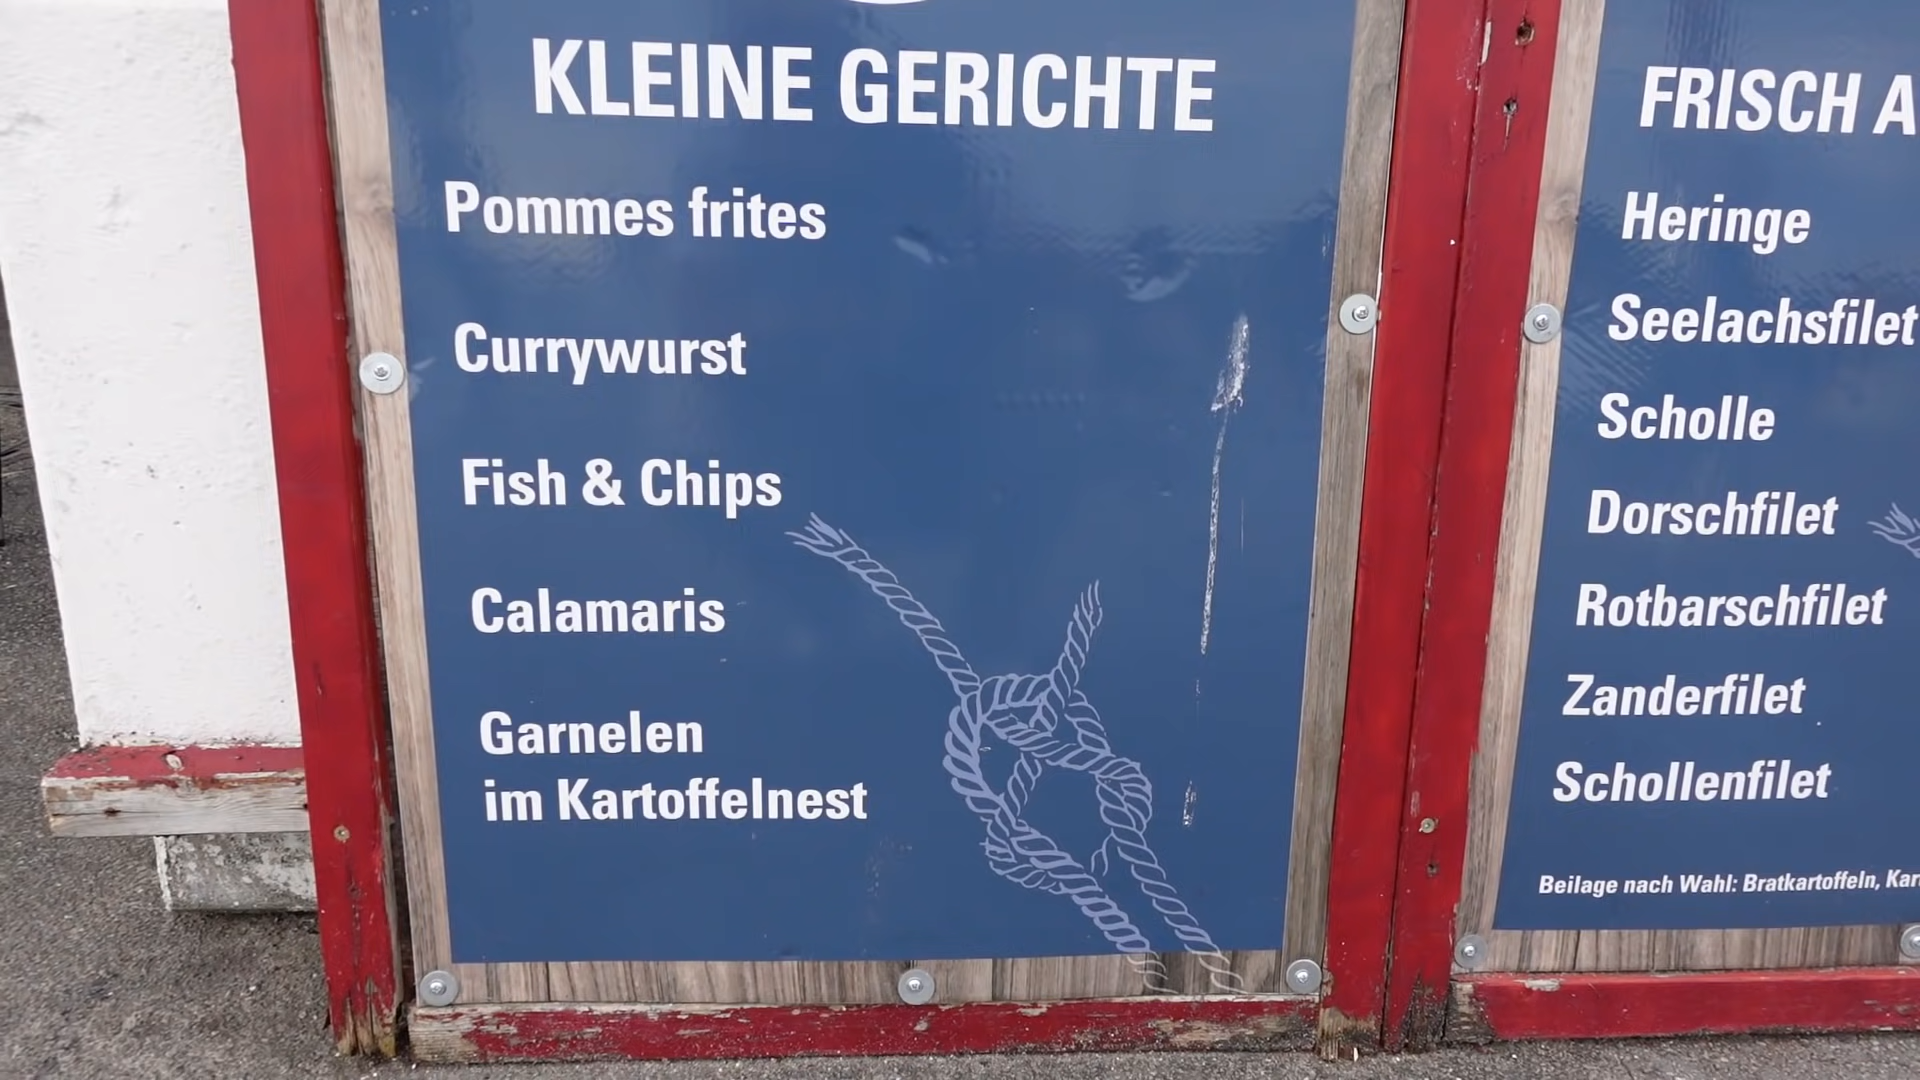 KLEINE GERICHTE
Pommes frites
Currywurst
Fish & Chips
Calamaris
Garnelen
im Kartoffelnest
FRISCH A
Heringe
Seelachsfilet
Scholle
Dorschfilet
Rotbarschfilet
Zanderfilet
Schollenfilet
Beilage nach Wahl: Bratkartoffeln,